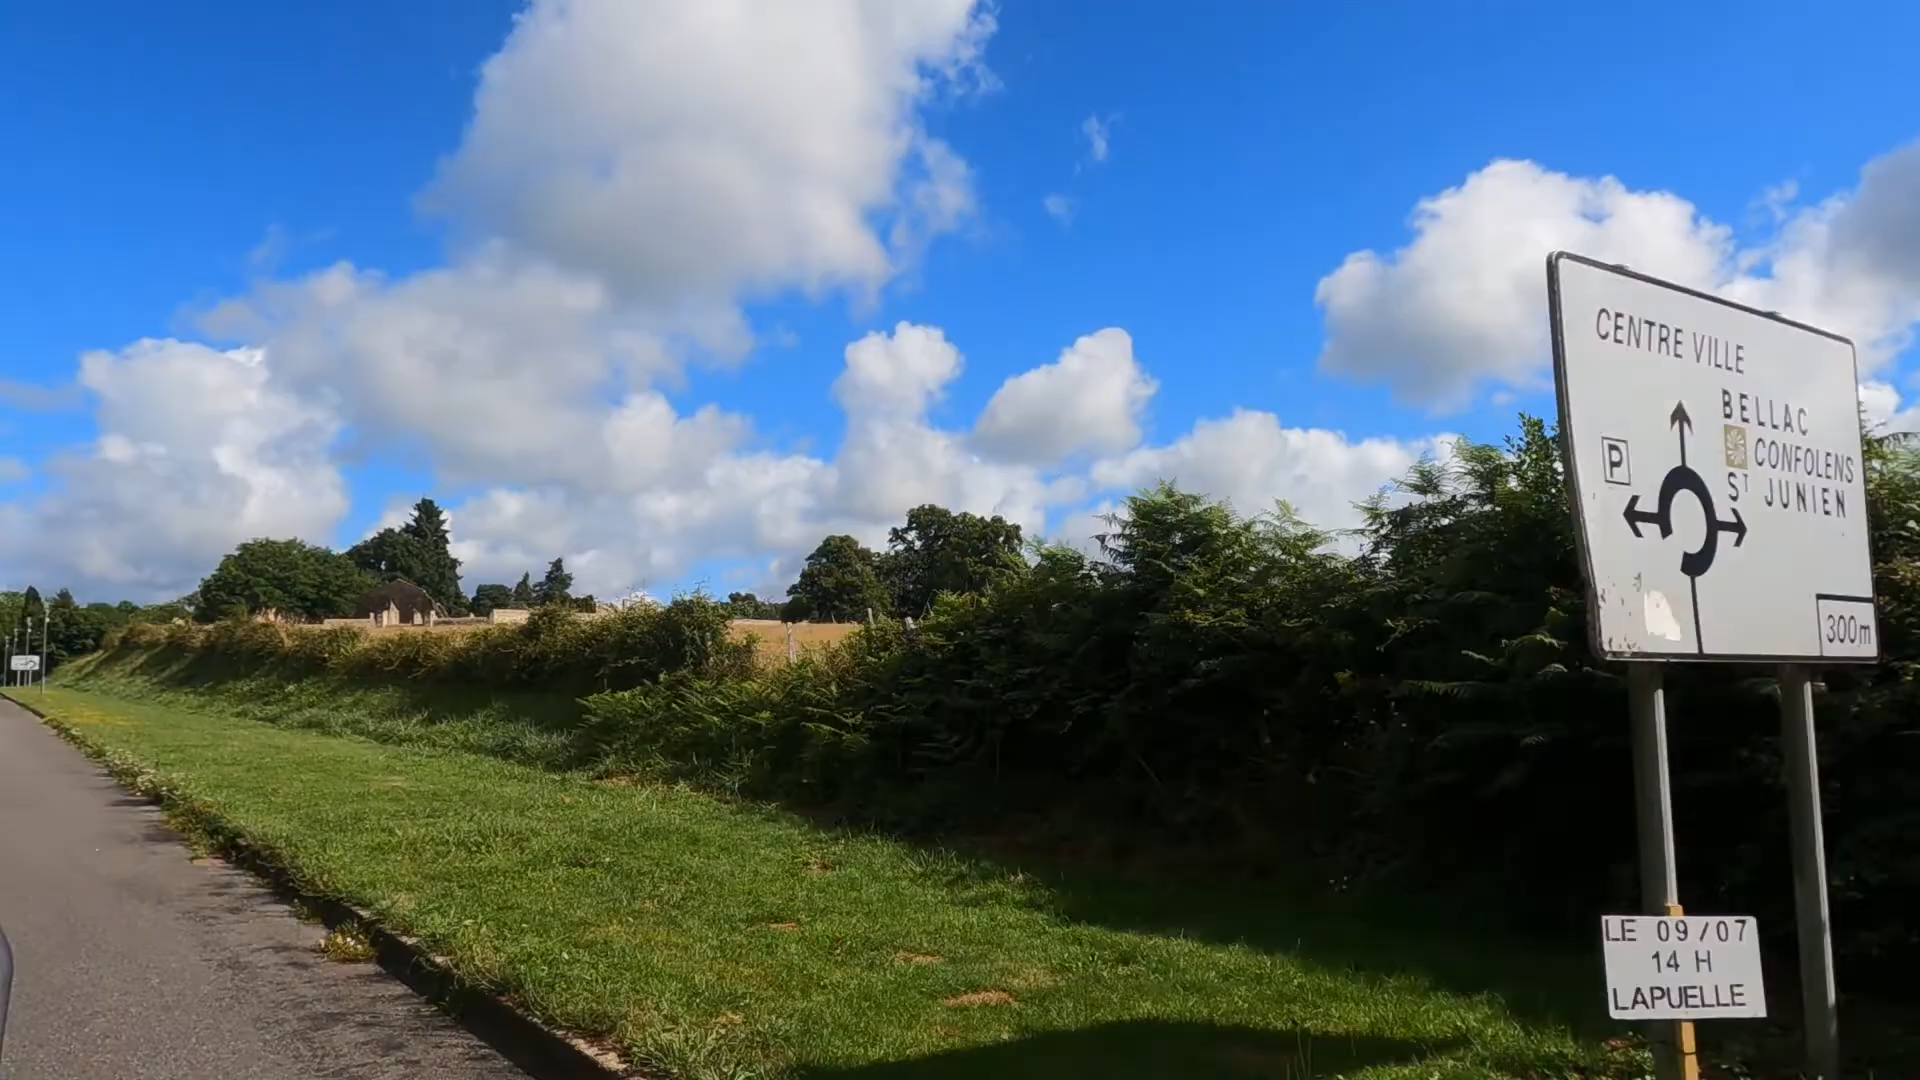 CENTRE VILLE
BELLAC
P
CONFOLENS
ST JUNIEN
300m
LE 09/07
14 H
LAPUELLE